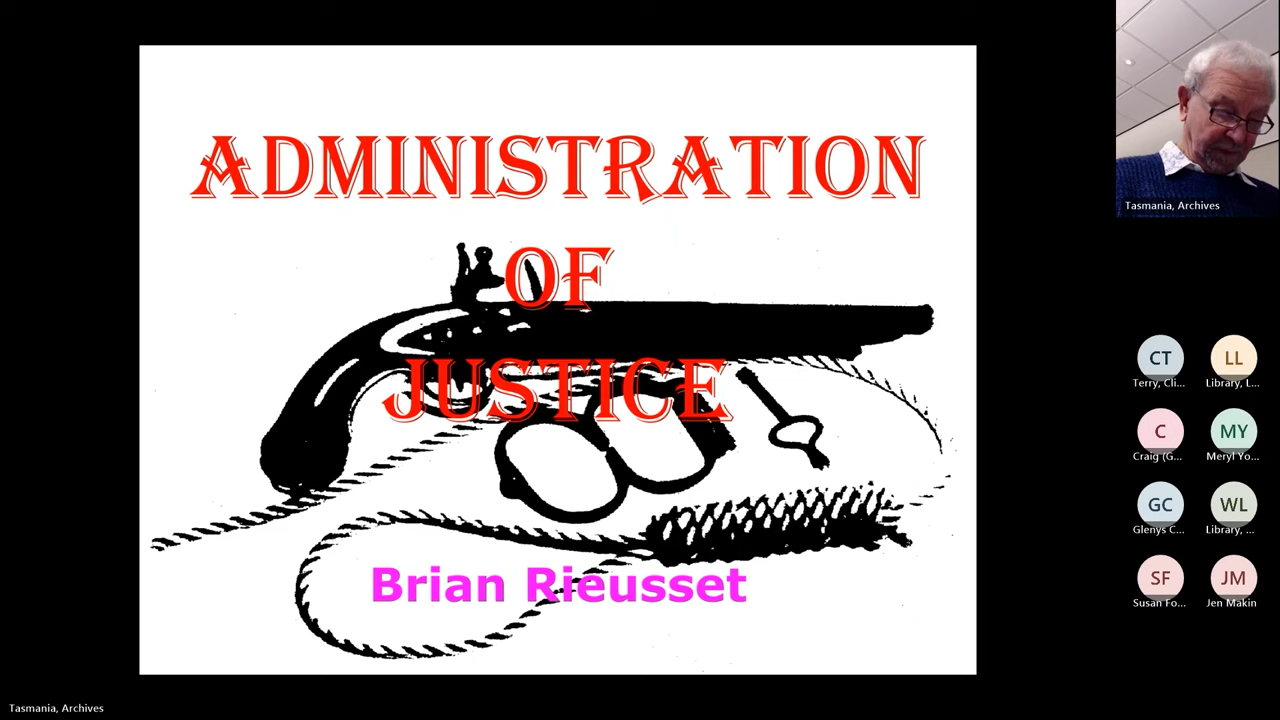 ADMINISTRATION
OF
JUSTICE
Brian Rieusset
Tasmania, Archives
CT
LL
Terry, Cli...
Library, L...
C
MY
Craig (G...
Meryl Yo...
GC
WL
Glenys C...
Library, ...
SF
JM
Susan Fo...
Jen Makin
Tasmania, Archives